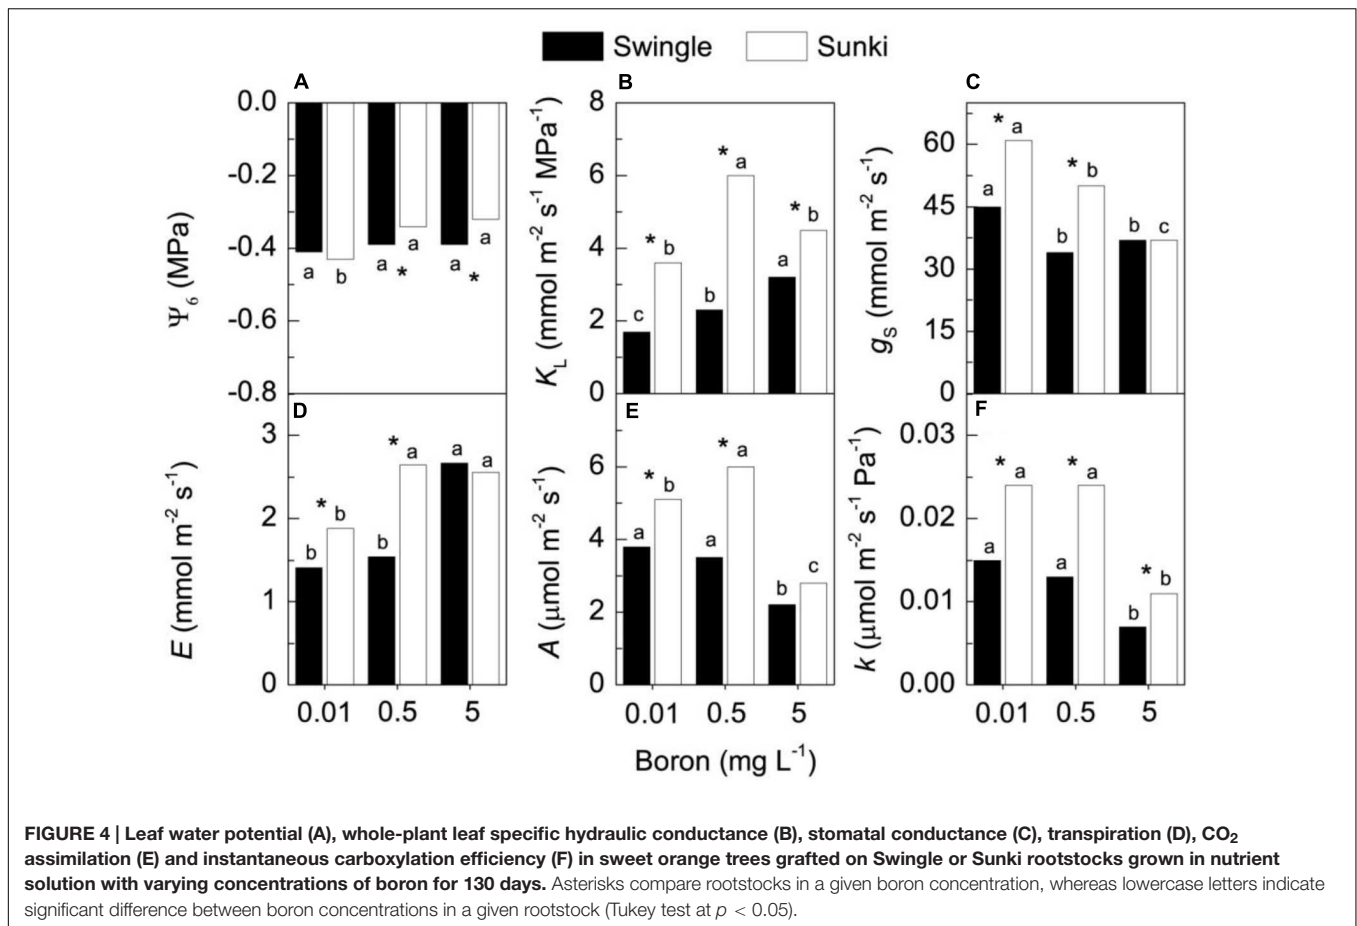 Swingle Sunki
A B C
0.0 -0.2 -0.4 -0.6 -0.8
Ψ6 (MPa)
a b a a * a a *
8 6 4 2 0
KL (mmol m-2 s-1 MPa-1)
c * b b * a a * b
60 45 30 15 0
gS (mmol m-2 s-1)
a * a b * b b c
D E F
3 2 1 0
E (mmol m-2 s-1)
b * b b * a a a
6 4 2 0
A (μmol m-2 s-1)
a * b a * a b c
0.03 0.02 0.01 0.00
k (μmol m-2 s-1 Pa-1)
a * a a * a b * b
0.01 0.5 5 0.01 0.5 5 0.01 0.5 5
Boron (mg L-1)
FIGURE 4 | Leaf water potential (A), whole-plant leaf specific hydraulic conductance (B), stomatal conductance (C), transpiration (D), CO2
assimilation (E) and instantaneous carboxylation efficiency (F) in sweet orange trees grafted on Swingle or Sunki rootstocks grown in nutrient
solution with varying concentrations of boron for 130 days. Asterisks compare rootstocks in a given boron concentration, whereas lowercase letters indicate
significant difference between boron concentrations in a given rootstock (Tukey test at p < 0.05).